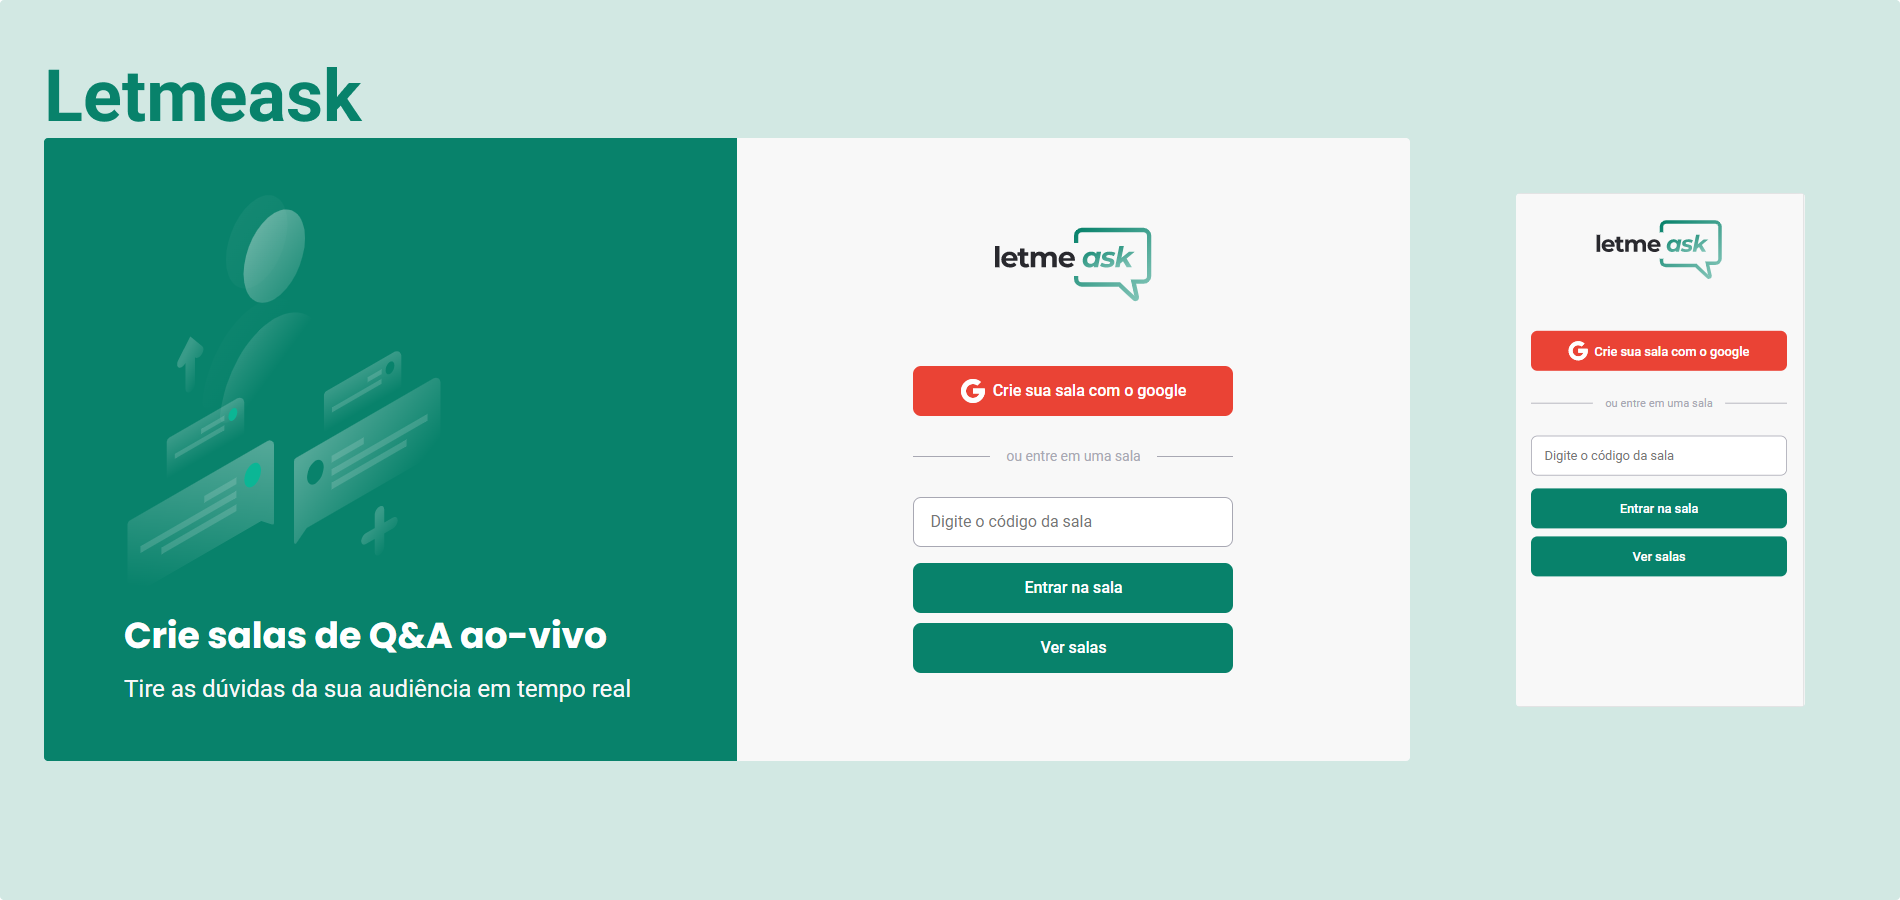 Letmeask
Crie salas de Q&A ao-vivo
Tire as dúvidas da sua audiência em tempo real
letme ask
G Crie sua sala com o google
ou entre em uma sala
Digite o código da sala
Entrar na sala
Ver salas
letme ask
G Crie sua sala com o google
ou entre em uma sala
Digite o código da sala
Entrar na sala
Ver salas